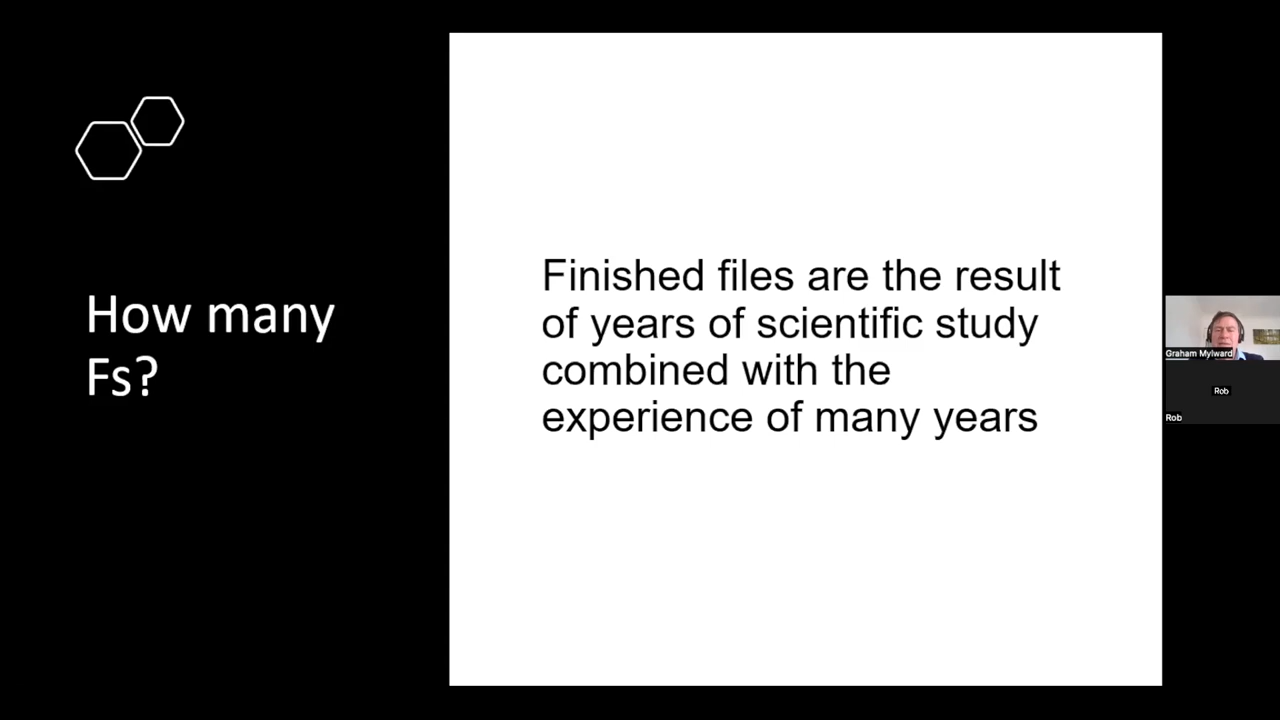 How many
Fs?
Finished files are the result
of years of scientific study
combined with the
experience of many years
Graham Mylward
Rob
Rob